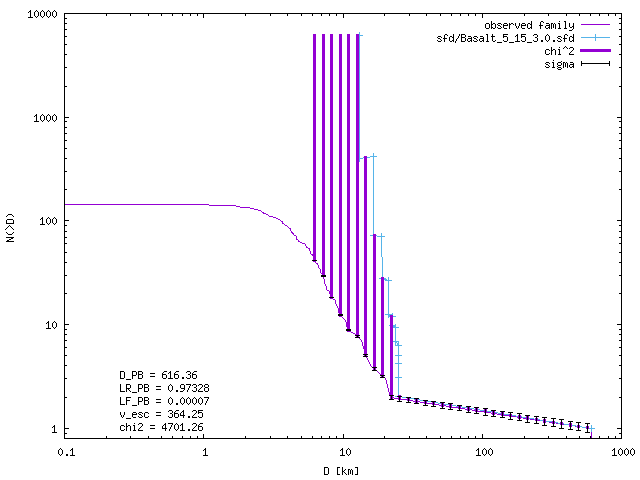 10000
1000
100
10
1
N(>D)
observed family
sfd/Basalt_5_15_3.0.sfd
chi^2
sigma
D_PB = 616.36
LR_PB = 0.97328
LF_PB = 0.00007
v_esc = 364.25
chi2 = 4701.26
0.1 1 10 100 1000
D [km]